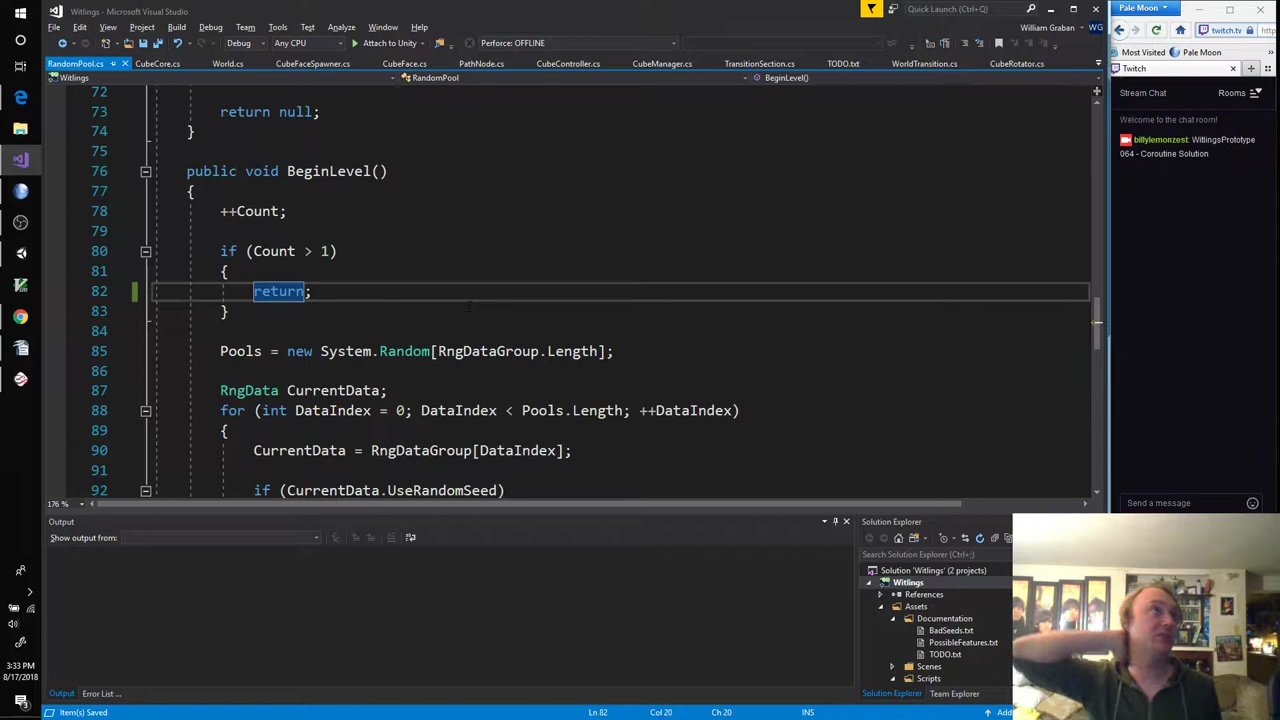 Witlings - Microsoft Visual Studio
Quick Launch (Ctrl+Q)
File Edit View Project Build Debug Team Tools Test Analyze Window Help
William Graban WG
Debug Any CPU Attach to Unity Perforce: OFFLINE
RandomPool.cs CubeCore.cs World.cs CubeFaceSpawner.cs CubeFace.cs PathNode.cs CubeController.cs CubeManager.cs TransitionSection.cs TODO.txt WorldTransition.cs CubeRotator.cs
Witlings RandomPool BeginLevel()
72
73 return null;
74 }
75
76 public void BeginLevel()
77 {
78 ++Count;
79
80 if (Count > 1)
81 {
82 return;
83 }
84
85 Pools = new System.Random[RngDataGroup.Length];
86
87 RngData CurrentData;
88 for (int DataIndex = 0; DataIndex < Pools.Length; ++DataIndex)
89 {
90 CurrentData = RngDataGroup[DataIndex];
91
92 if (CurrentData.UseRandomSeed)
176 %
Output
Show output from:
Output Error List ...
Solution Explorer
Search Solution Explorer (Ctrl+;)
Solution 'Witlings' (2 projects)
Witlings
References
Assets
Documentation
BadSeeds.txt
PossibleFeatures.txt
TODO.txt
Scenes
Scripts
Solution Explorer Team Explorer
Item(s) Saved Ln 82 Col 20 Ch 20 INS Add
3:33 PM
8/17/2018
Pale Moon
twitch.tv http
Most Visited Pale Moon
Twitch
Stream Chat Rooms
Welcome to the chat room!
billylemonzest: WitlingsPrototype
064 - Coroutine Solution
Send a message